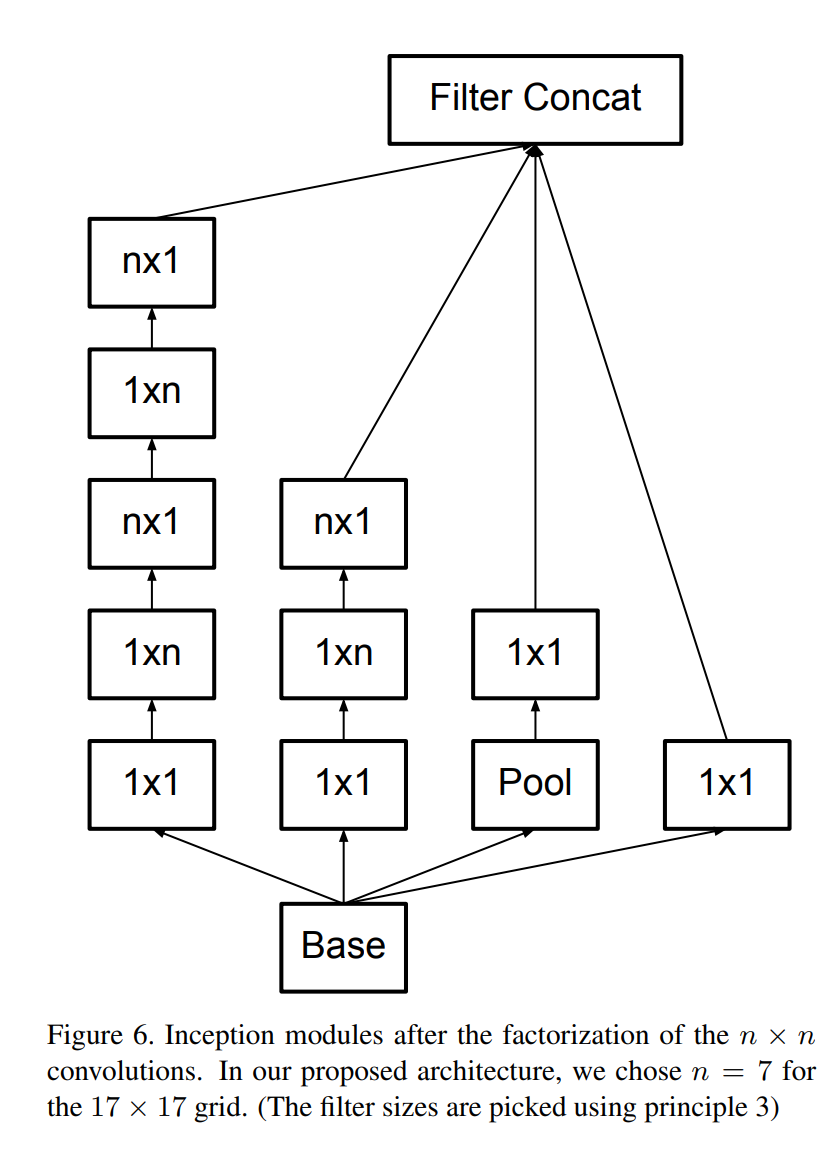 Filter Concat
nx1
1xn
nx1
nx1
1xn
1xn
1x1
1x1
1x1
Pool
1x1
Base
Figure 6. Inception modules after the factorization of the n × n
convolutions. In our proposed architecture, we chose n = 7 for
the 17 × 17 grid. (The filter sizes are picked using principle 3)